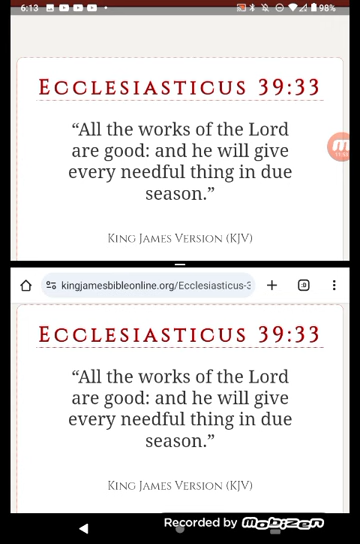 6:13
98%
Ecclesiasticus 39:33
“All the works of the Lord
are good: and he will give
every needful thing in due
season.”
King James Version (KJV)
kingjamesbibleonline.org/Ecclesiasticus-3
Ecclesiasticus 39:33
“All the works of the Lord
are good: and he will give
every needful thing in due
season.”
King James Version (KJV)
Recorded by mobizen